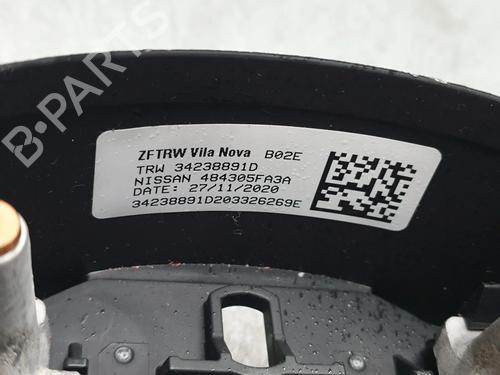 ZFTRW Vila Nova B02E
TRW 34238891D
NISSAN 484305FA3A
DATE: 27/11/2020
34238891D203326269E
B-PARTS